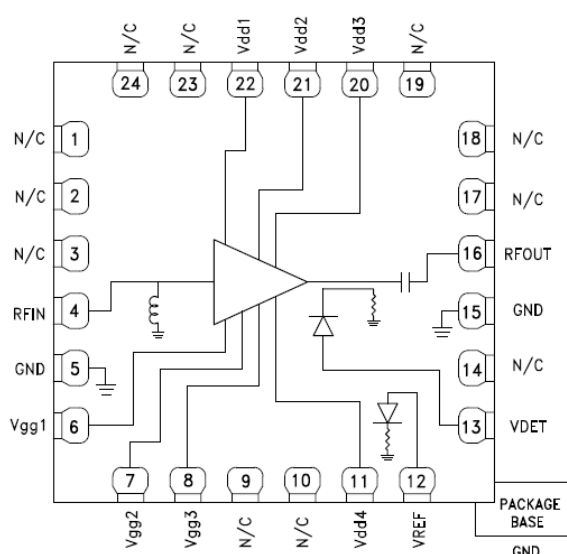 N/C
N/C
Vdd1
Vdd2
Vdd3
N/C
24
23
22
21
20
19
N/C
1
18
N/C
N/C
2
17
N/C
N/C
3
16
RFOUT
RFIN
4
15
GND
GND
5
14
N/C
Vgg1
6
13
VDET
7
8
9
10
11
12
Vgg2
Vgg3
N/C
N/C
Vdd4
VREF
PACKAGE
BASE
GND